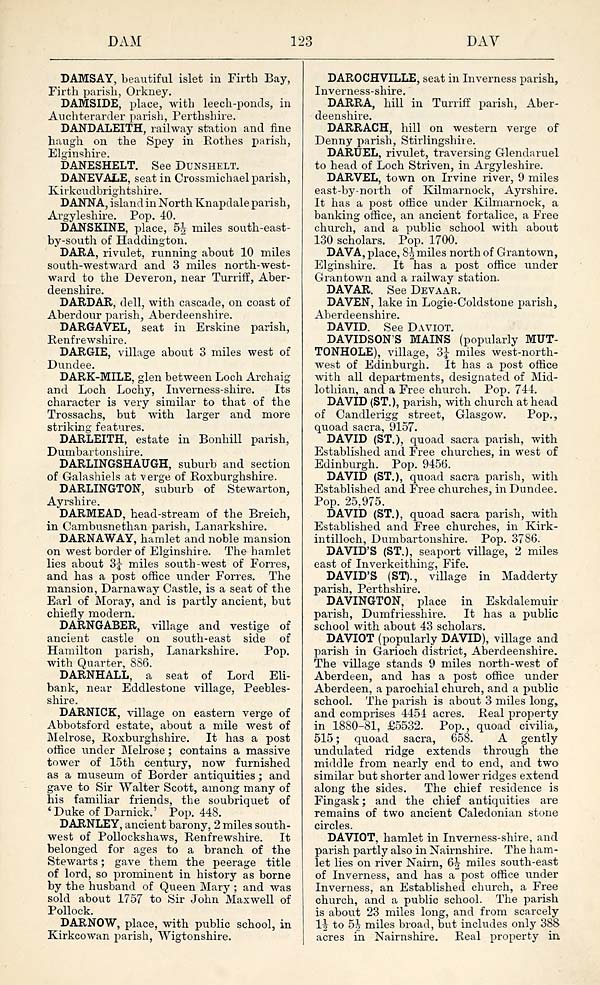 DAM 123 DAV
DAMSAY, beautiful islet in Firth Bay,
Firth parish, Orkney.
DAMSIDE, place, with leech-ponds, in
Auchterarder parish, Perthshire.
DANDALEITH, railway station and fine
haugh on the Spey in Rothes parish,
Elginshire.
DANESHELT. See DUNSHELT.
DANEVALE, seat in Crossmichael parish,
Kirkcudbrightshire.
DANNA, island in North Knapdale parish,
Argyleshire. Pop. 40.
DANSKINE, place, 5½ miles south-east-
by-south of Haddington.
DARA, rivulet, running about 10 miles
south-westward and 3 miles north-west-
ward to the Deveron, near Turriff, Aber-
deenshire.
DARDAR, dell, with cascade, on coast of
Aberdour parish, Aberdeenshire.
DARGAVEL, seat in Erskine parish,
Renfrewshire.
DARGIE, village about 3 miles west of
Dundee.
DARK-MILE, glen between Loch Archaig
and Loch Lochy, Inverness-shire. Its
character is very similar to that of the
Trossachs, but with larger and more
striking features.
DARLEITH, estate in Bonhill parish,
Dumbartonshire.
DARLINGSHAUGH, suburb and section
of Galashiels at verge of Roxburghshire.
DARLINGTON, suburb of Stewarton,
Ayrshire.
DARMEAD, head-stream of the Breich,
in Cambusnethan parish, Lanarkshire.
DARNAWAY, hamlet and noble mansion
on west border of Elginshire. The hamlet
lies about 3¼ miles south-west of Forres,
and has a post office under Forres. The
mansion, Darnaway Castle, is a seat of the
Earl of Moray, and is partly ancient, but
chiefly modern.
DARNGABER, village and vestige of
ancient castle on south-east side of
Hamilton parish, Lanarkshire. Pop.
with Quarter, 886.
DARNHALL, a seat of Lord Eli-
bank, near Eddlestone village, Peebles-
shire.
DARNICK, village on eastern verge of
Abbotsford estate, about a mile west of
Melrose, Roxburghshire. It has a post
office under Melrose; contains a massive
tower of 15th century, now furnished
as a museum of Border antiquities; and
gave to Sir Walter Scott, among many of
his familiar friends, the soubriquet of
'Duke of Darnick.' Pop. 448.
DARNLEY, ancient barony, 2 miles south-
west of Pollockshaws, Renfrewshire. It
belonged for ages to a branch of the
Stewarts; gave them the peerage title
of lord, so prominent in history as borne
by the husband of Queen Mary; and was
sold about 1757 to Sir John Maxwell of
Pollock.
DARNOW, place, with public school, in
Kirkcowan parish, Wigtonshire.
DAROCHVILLE, seat in Inverness parish,
Inverness-shire.
DARRA, hill in Turriff parish, Aber-
deenshire.
DARRACH, hill on western verge of
Denny parish, Stirlingshire.
DARUEL, rivulet, traversing Glendaruel
to head of Loch Striven, in Argyleshire.
DARVEL, town on Irvine river, 9 miles
east-by-north of Kilmarnock, Ayrshire.
It has a post office under Kilmarnock, a
banking office, an ancient fortalice, a Free
church, and a public school with about
130 scholars. Pop. 1700.
DAVA, place, 8½ miles north of Grantown,
Elginshire. It has a post office under
Grantown and a railway station.
DAVAR. See DEVAAR.
DAVEN, lake in Logie-Coldstone parish,
Aberdeenshire.
DAVID. See DAVIOT.
DAVIDSON'S MAINS (popularly MUT-
TONHOLE), village, 3¼ miles west-north-
west of Edinburgh. It has a post office
with all departments, designated of Mid-
lothian, and a Free church. Pop. 744.
DAVID (ST.), parish, with church at head
of Candlerigg street, Glasgow. Pop.,
quoad sacra, 9157.
DAVID (ST.), quoad sacra parish, with
Established and Free churches, in west of
Edinburgh. Pop. 9456.
DAVID (ST.), quoad sacra parish, with
Established and Free churches, in Dundee.
Pop. 25,975.
DAVID (ST.), quoad sacra parish, with
Established and Free churches, in Kirk-
intilloch, Dumbartonshire. Pop. 3786.
DAVID'S (ST.), seaport village, 2 miles
east of Inverkeithing, Fife.
DAVID'S (ST)., village in Madderty
parish, Perthshire.
DAVINGTON, place in Eskdalemuir
parish, Dumfriesshire. It has a public
school with about 43 scholars.
DAVIOT (popularly DAVID), village and
parish in Garioch district, Aberdeenshire.
The village stands 9 miles north-west of
Aberdeen, and has a post office under
Aberdeen, a parochial church, and a public
school. The parish is about 3 miles long,
and comprises 4454 acres. Real property
in 1880-81, £5532. Pop., quoad civilia,
515; quoad sacra, 658. A gently
undulated ridge extends through the
middle from nearly end to end, and two
similar but shorter and lower ridges extend
along the sides. The chief residence is
Fingask; and the chief antiquities are
remains of two ancient Caledonian stone
circles.
DAVIOT, hamlet in Inverness-shire, and
parish partly also in Nairnshire. The ham-
let lies on river Nairn, 6½ miles south-east
of Inverness, and has a post office under
Inverness, an Established church, a Free
church, and a public school. The parish
is about 23 miles long, and from scarcely
1½ to 5½ miles broad, but includes only 388
acres in Nairnshire. Real property in